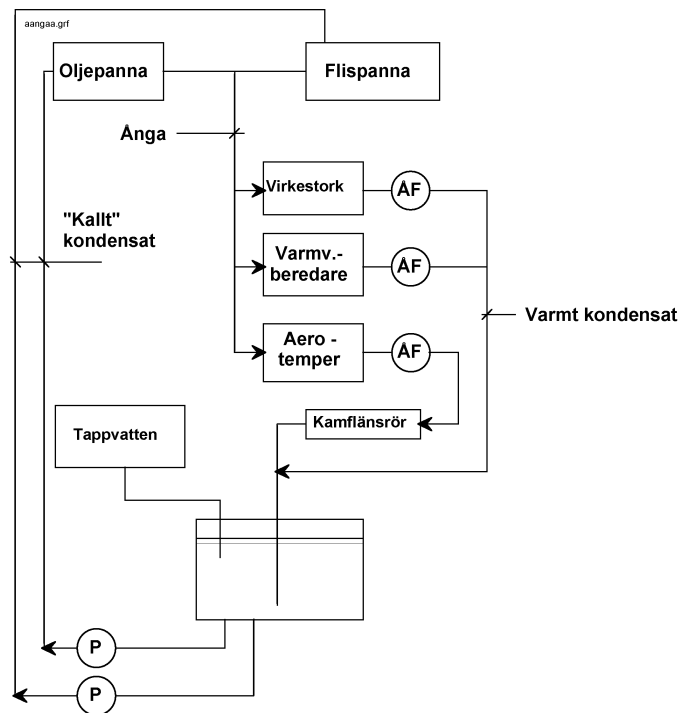 aangaa.grf
Oljepanna
Flispanna
Ånga
Virkestork
ÅF
"Kallt"
kondensat
Varmv.-
beredare
ÅF
Varmt kondensat
Aero -
temper
ÅF
Kamflänsrör
Tappvatten
P
P